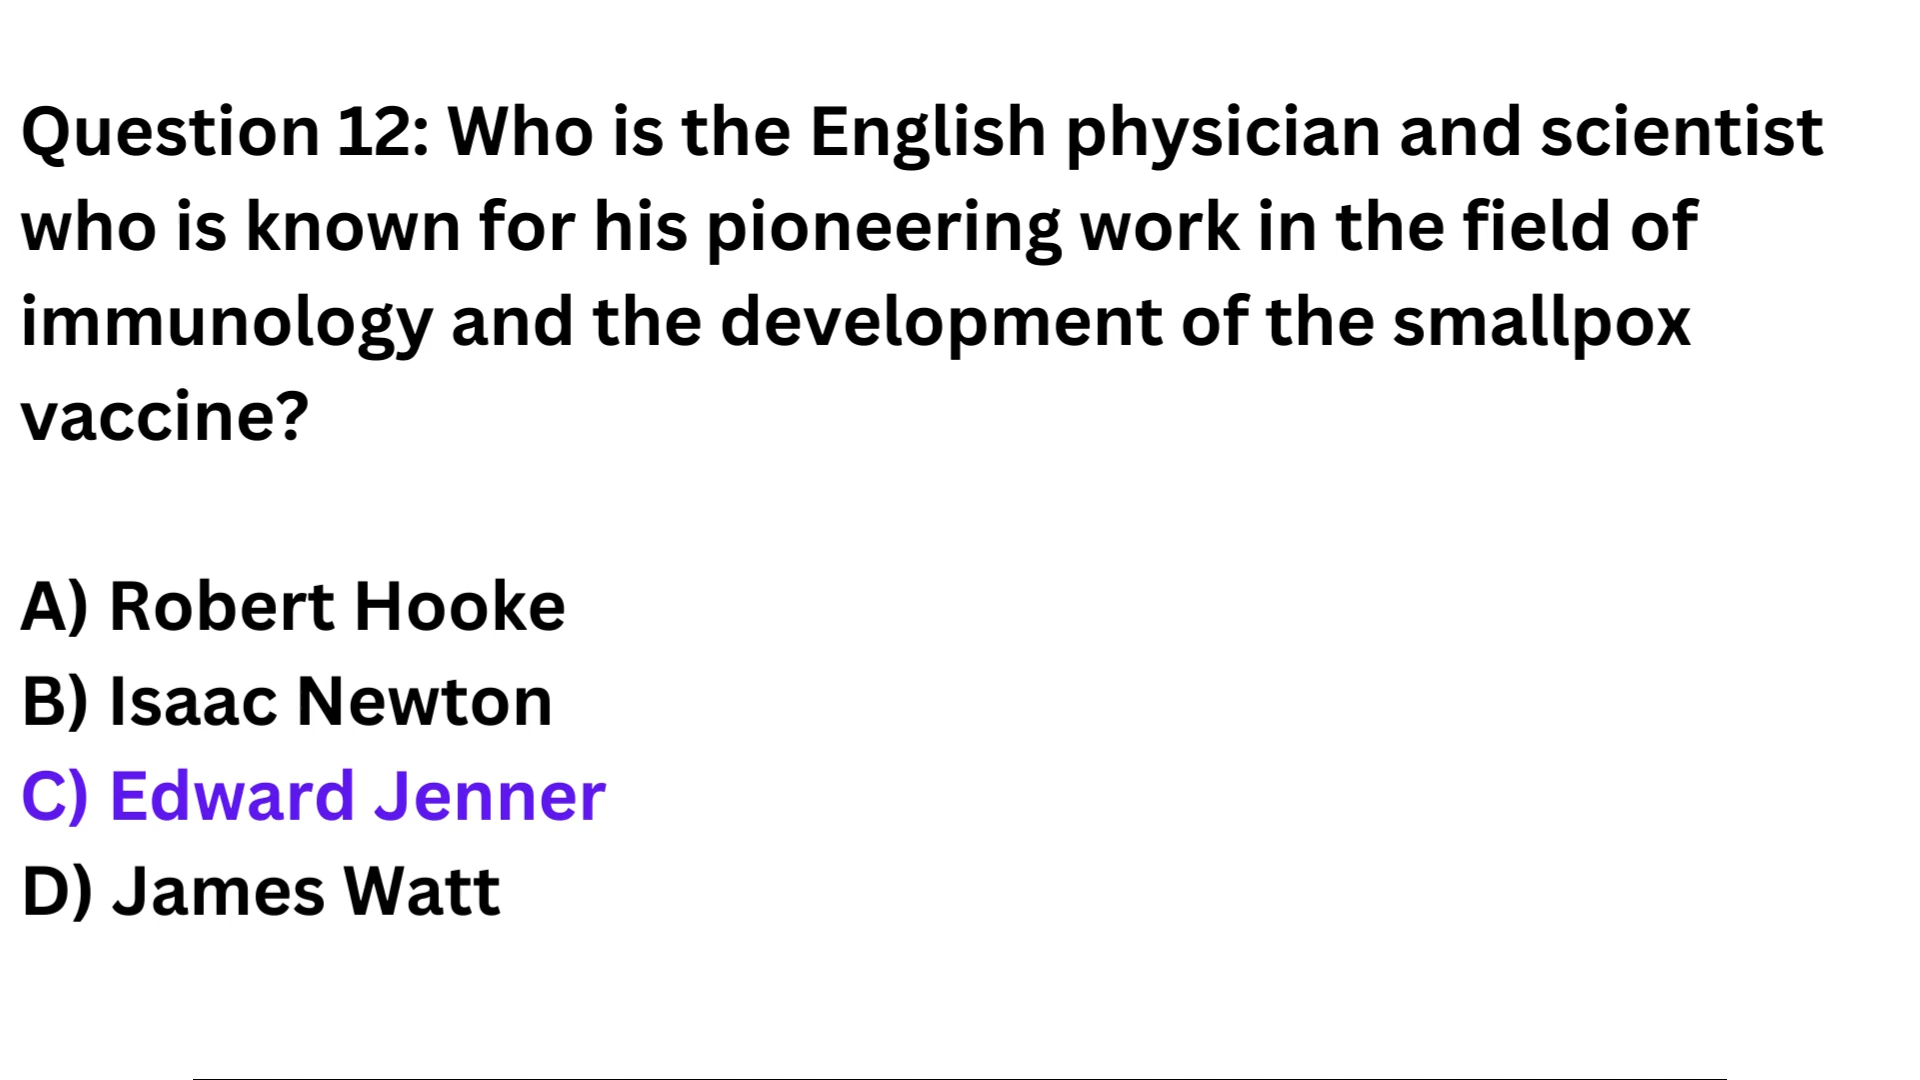 Question 12: Who is the English physician and scientist
who is known for his pioneering work in the field of
immunology and the development of the smallpox
vaccine?
A) Robert Hooke
B) Isaac Newton
C) Edward Jenner
D) James Watt